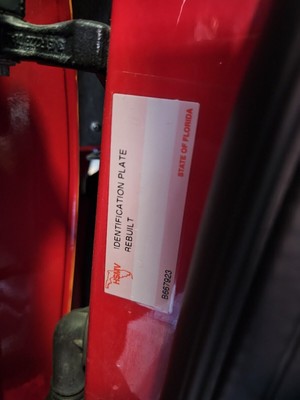 STATE OF FLORIDA
IDENTIFICATION PLATE
REBUILT
HSMV
B667923